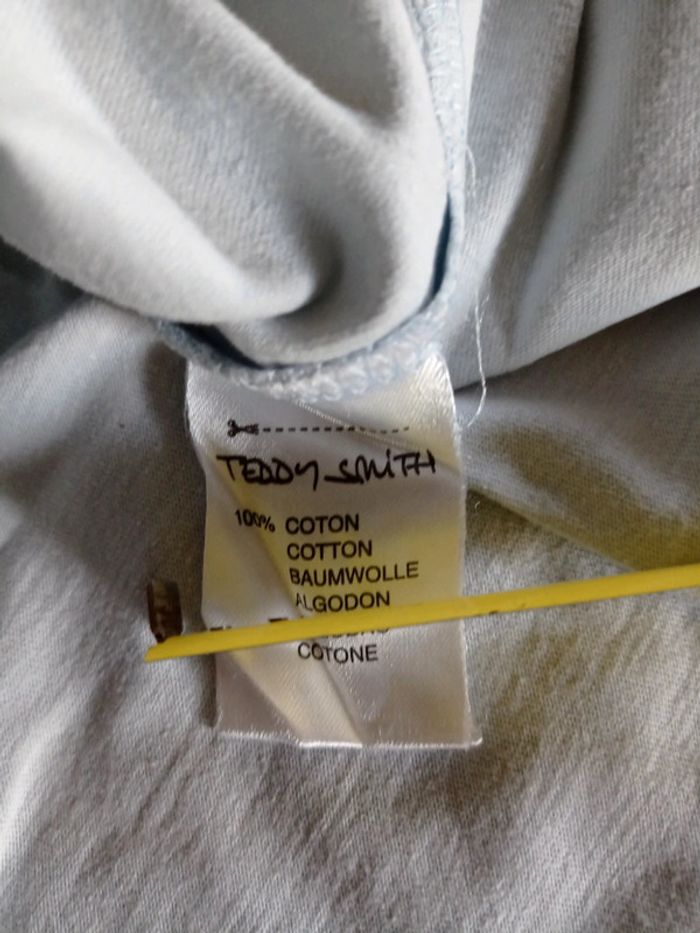 TEDDY SMITH
100% COTON
COTTON
BAUMWOLLE
ALGODON
COTONE